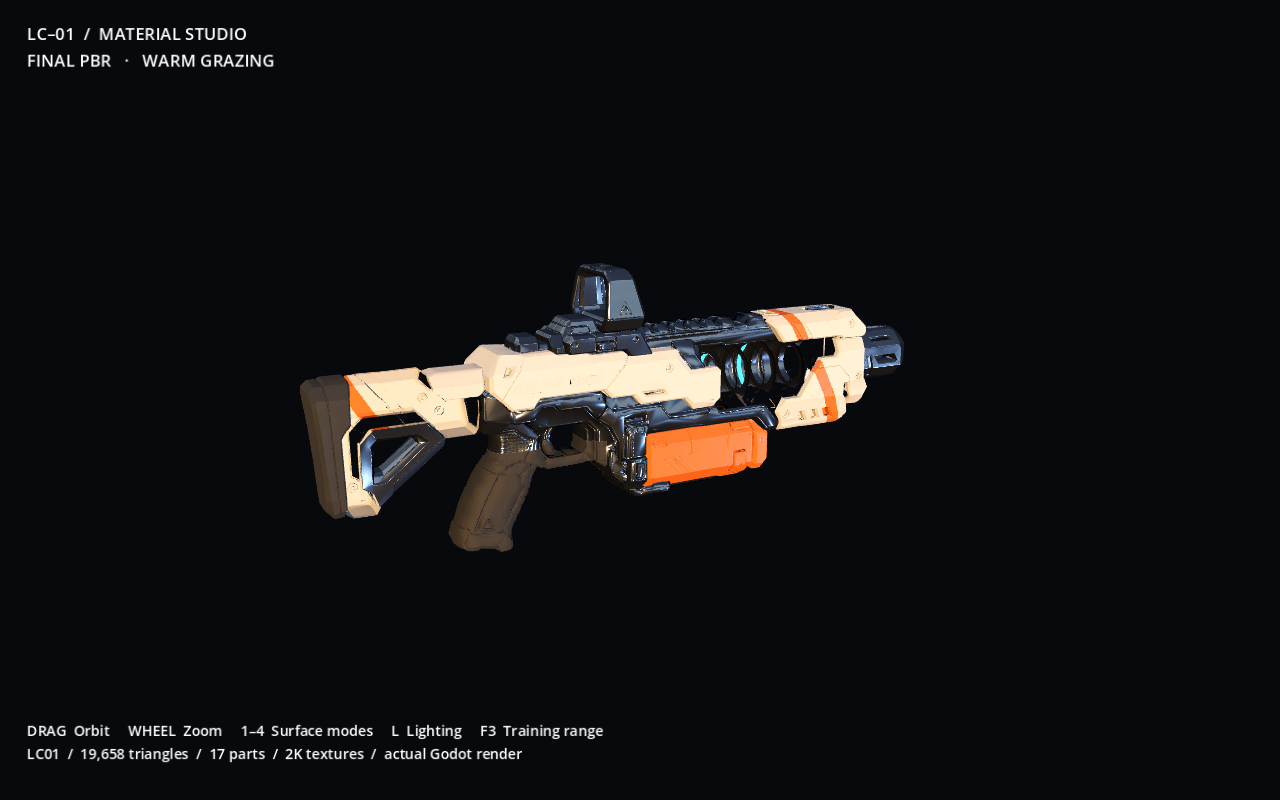 LC–01 / MATERIAL STUDIO
FINAL PBR · WARM GRAZING
DRAG Orbit WHEEL Zoom 1–4 Surface modes L Lighting F3 Training range
LC01 / 19,658 triangles / 17 parts / 2K textures / actual Godot render